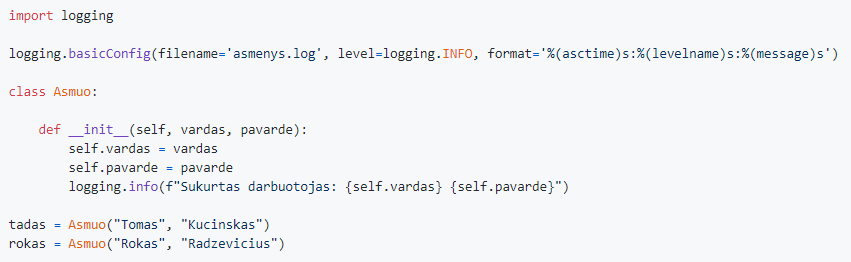 import logging
logging.basicConfig(filename='asmenys.log', level=logging.INFO, format='%(asctime)s:%(levelname)s:%(message)s')
class Asmuo:
    def __init__(self, vardas, pavarde):
        self.vardas = vardas
        self.pavarde = pavarde
        logging.info(f"Sukurtas darbuotojas: {self.vardas} {self.pavarde}")
tadas = Asmuo("Tomas", "Kucinskas")
rokas = Asmuo("Rokas", "Radzevicius")